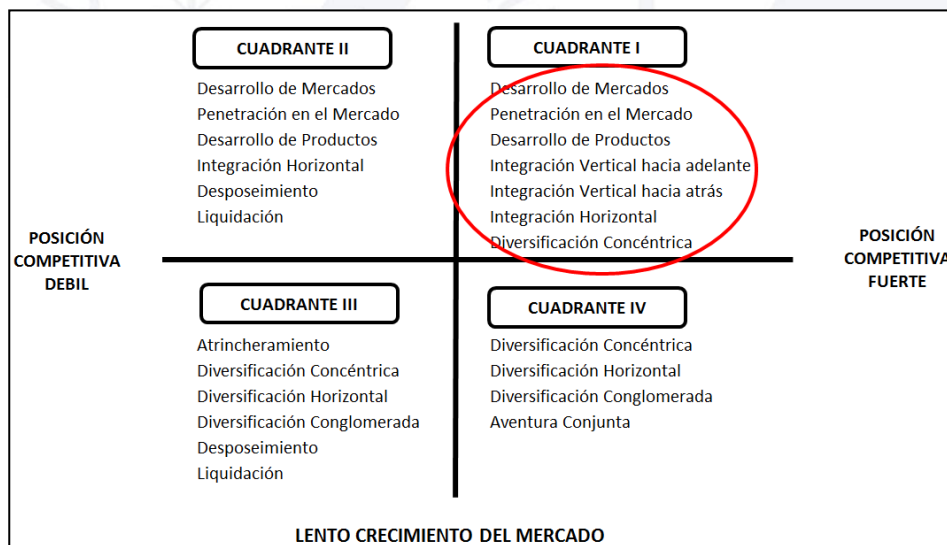 CUADRANTE II
Desarrollo de Mercados
Penetración en el Mercado
Desarrollo de Productos
Integración Horizontal
Desposeimiento
Liquidación
CUADRANTE I
Desarrollo de Mercados
Penetración en el Mercado
Desarrollo de Productos
Integración Vertical hacia adelante
Integración Vertical hacia atrás
Integración Horizontal
Diversificación Concéntrica
POSICIÓN
COMPETITIVA
DEBIL
POSICIÓN
COMPETITIVA
FUERTE
CUADRANTE III
Atrincheramiento
Diversificación Concéntrica
Diversificación Horizontal
Diversificación Conglomerada
Desposeimiento
Liquidación
CUADRANTE IV
Diversificación Concéntrica
Diversificación Horizontal
Diversificación Conglomerada
Aventura Conjunta
LENTO CRECIMIENTO DEL MERCADO